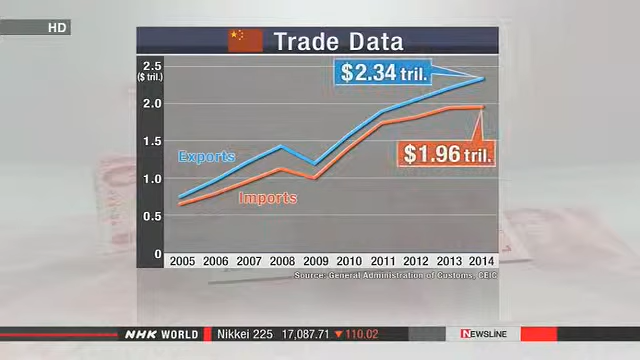 HD
Trade Data
2.5
($ tril.)
2.0
1.5
1.0
0.5
0
$2.34 tril.
Exports
$1.96 tril.
Imports
2005 2006 2007 2008 2009 2010 2011 2012 2013 2014
Source: General Administration of Customs, CEIC
NHK WORLD Nikkei 225 17,087.71 ▼110.02 NEWSLINE